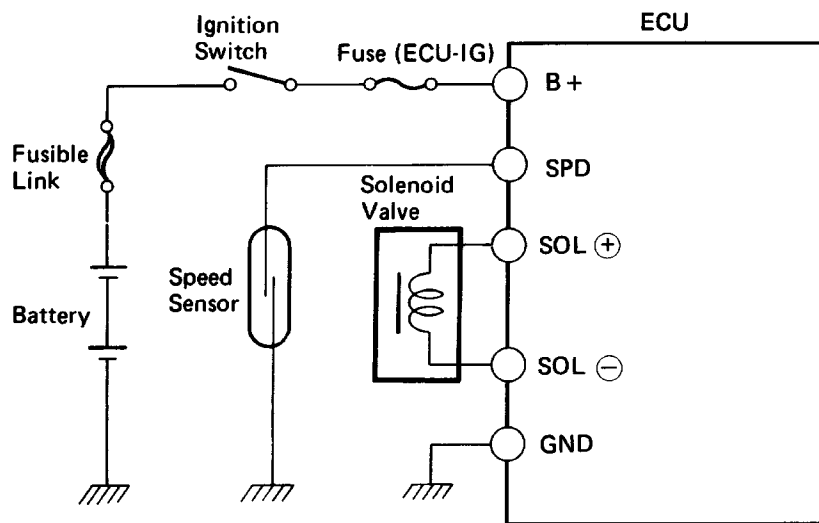 Ignition
Switch
Fuse (ECU-IG)
ECU
B+
Fusible
Link
SPD
Solenoid
Valve
SOL ⊕
Speed
Sensor
Battery
SOL ⊖
GND